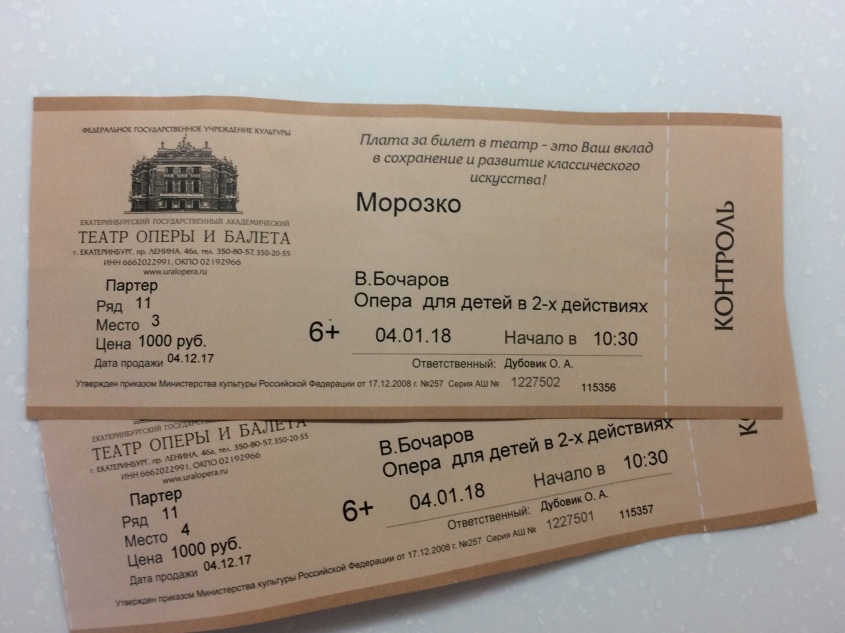 ФЕДЕРАЛЬНОЕ ГОСУДАРСТВЕННОЕ УЧРЕЖДЕНИЕ КУЛЬТУРЫ
ЕКАТЕРИНБУРГСКИЙ ГОСУДАРСТВЕННЫЙ АКАДЕМИЧЕСКИЙ
ТЕАТР ОПЕРЫ И БАЛЕТА
г. ЕКАТЕРИНБУРГ, пр. ЛЕНИНА, 46а, тел. 350-80-57, 350-20-55
ИНН 6662022991, ОКПО 02192966
www.uralopera.ru
Партер
Ряд 11
Место 3
Цена 1000 руб.
Дата продажи 04.12.17
Плата за билет в театр - это Ваш вклад
в сохранение и развитие классического
искусства!
Морозко
В.Бочаров
Опера для детей в 2-х действиях
6+ 04.01.18 Начало в 10:30
Ответственный: Дубовик О. А.
Утвержден приказом Министерства культуры Российской Федерации от 17.12.2008 г. №257 Серия АШ № 1227502 115356
КОНТРОЛЬ
ЕКАТЕРИНБУРГСКИЙ ГОСУДАРСТВЕННЫЙ
ТЕАТР ОПЕРЫ И БАЛЕТА
г. ЕКАТЕРИНБУРГ, пр. ЛЕНИНА, 46а, тел. 350-80-57, 350-20-55
ИНН 6662022991, ОКПО 02192966
www.uralopera.ru
Партер
Ряд 11
Место 4
Цена 1000 руб.
Дата продажи 04.12.17
В.Бочаров
Опера для детей в 2-х действиях
6+ 04.01.18 Начало в 10:30
Ответственный: Дубовик О. А.
Утвержден приказом Министерства культуры Российской Федерации от 17.12.2008 г. №257 Серия АШ № 1227501 115357